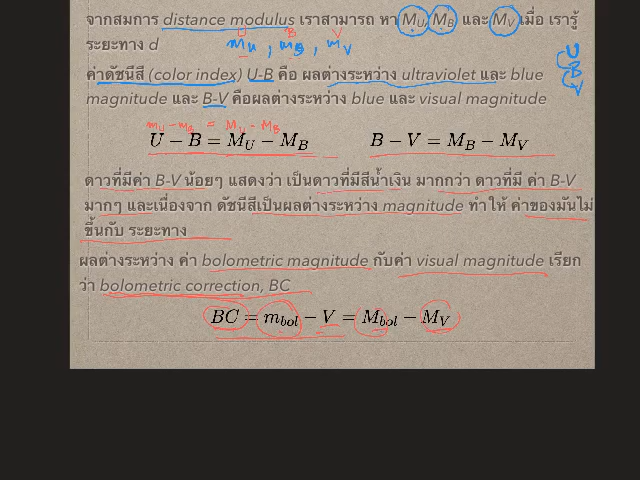 จากสมการ distance modulus เราสามารถ หา M_U, M_B และ M_V เมื่อ เรารู้
ระยะทาง d
U B V
m_U , m_B , m_V
U
B
V
ค่าดัชนีสี (color index) U-B คือ ผลต่างระหว่าง ultraviolet และ blue
magnitude และ B-V คือผลต่างระหว่าง blue และ visual magnitude
m_U - m_B = M_U - M_B
U − B = M_U − M_B B − V = M_B − M_V
ดาวที่มีค่า B-V น้อยๆ แสดงว่า เป็นดาวที่มีสีน้ำเงิน มากกว่า ดาวที่มี ค่า B-V
มากๆ และเนื่องจาก ดัชนีสีเป็นผลต่างระหว่าง magnitude ทำให้ ค่าของมันไม่
ขึ้นกับ ระยะทาง
ผลต่างระหว่าง ค่า bolometric magnitude กับค่า visual magnitude เรียก
ว่า bolometric correction, BC
BC = m_bol − V = M_bol − M_V